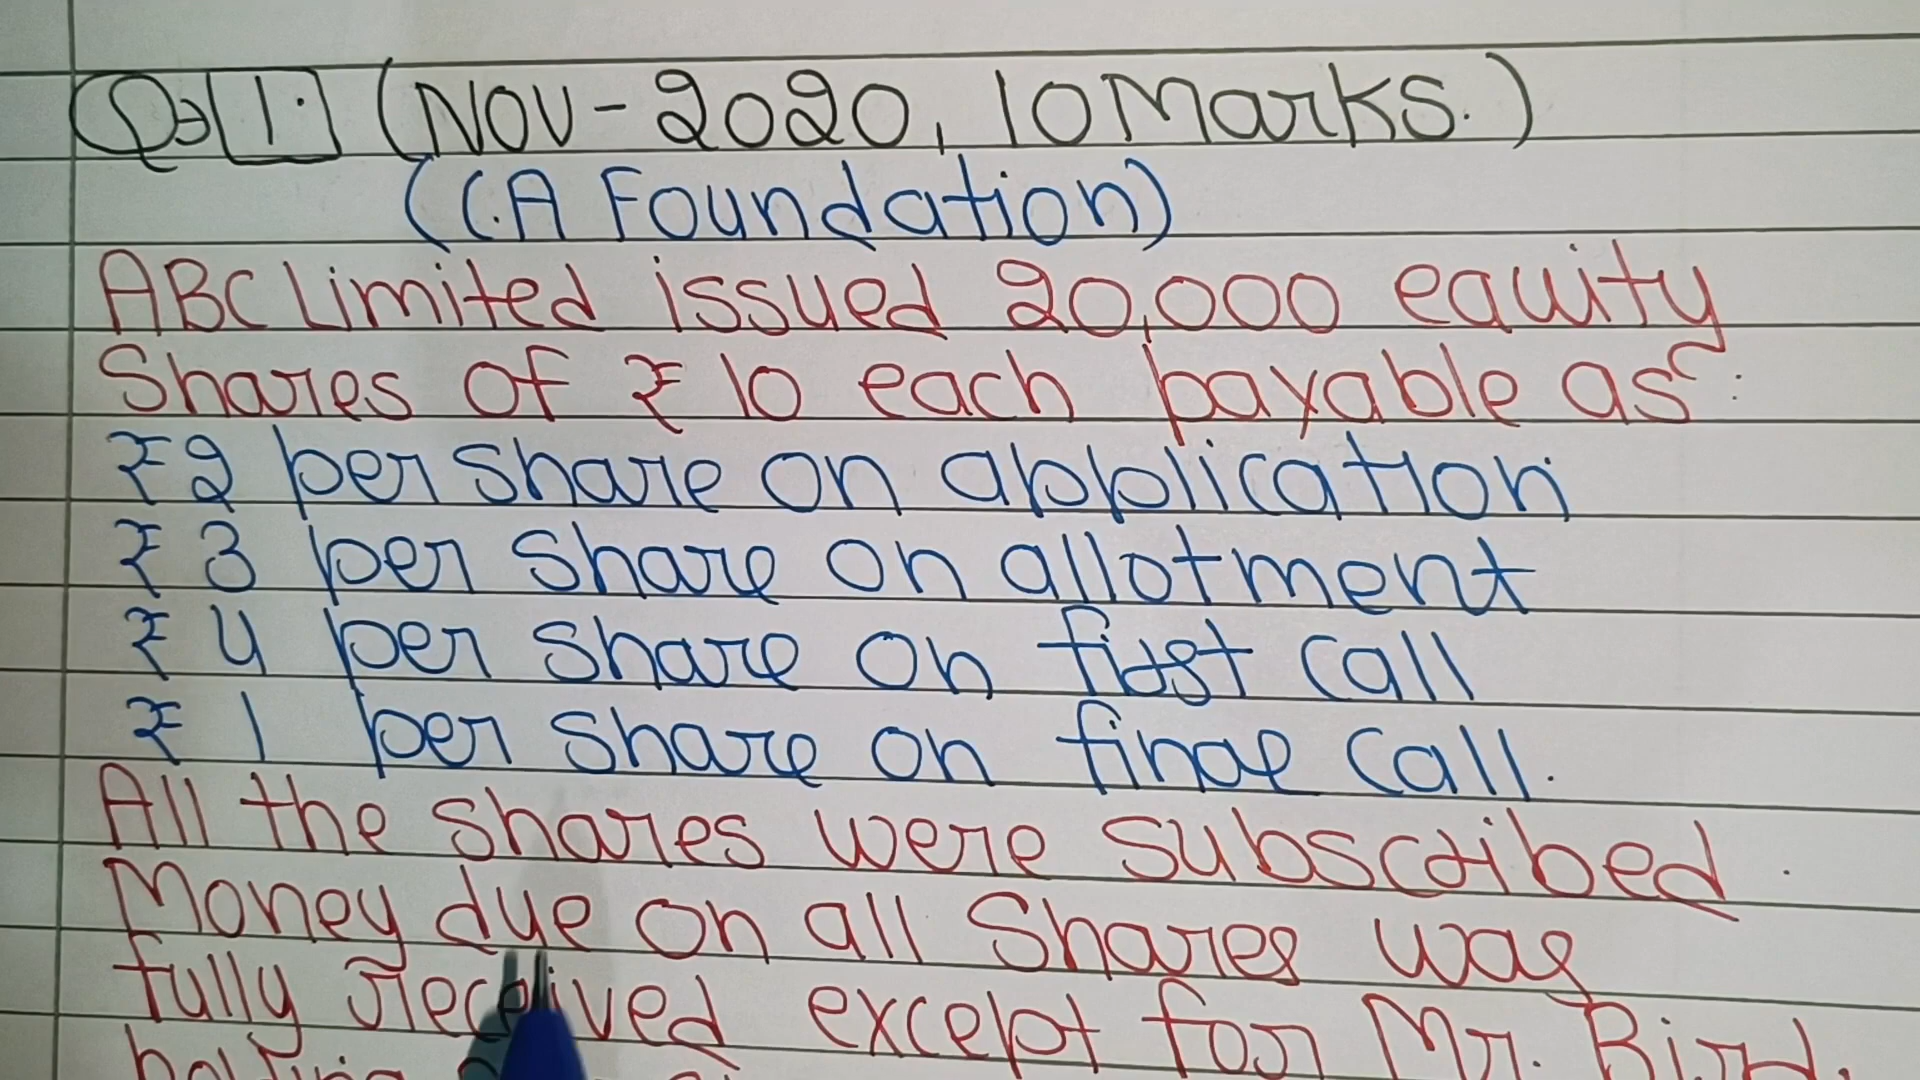 Q⇒ 1. (NOV-2020, 10 Marks.)
(C.A Foundation)
ABC Limited issued 20,000 equity
Shares of ₹ 10 each payable as:
₹ 2 per share on application
₹ 3 per share on allotment
₹ 4 per share on first call
₹ 1 per share on final call.
All the shares were subscribed.
Money due on all Shares was
fully received except for Mr. Bird,
holding